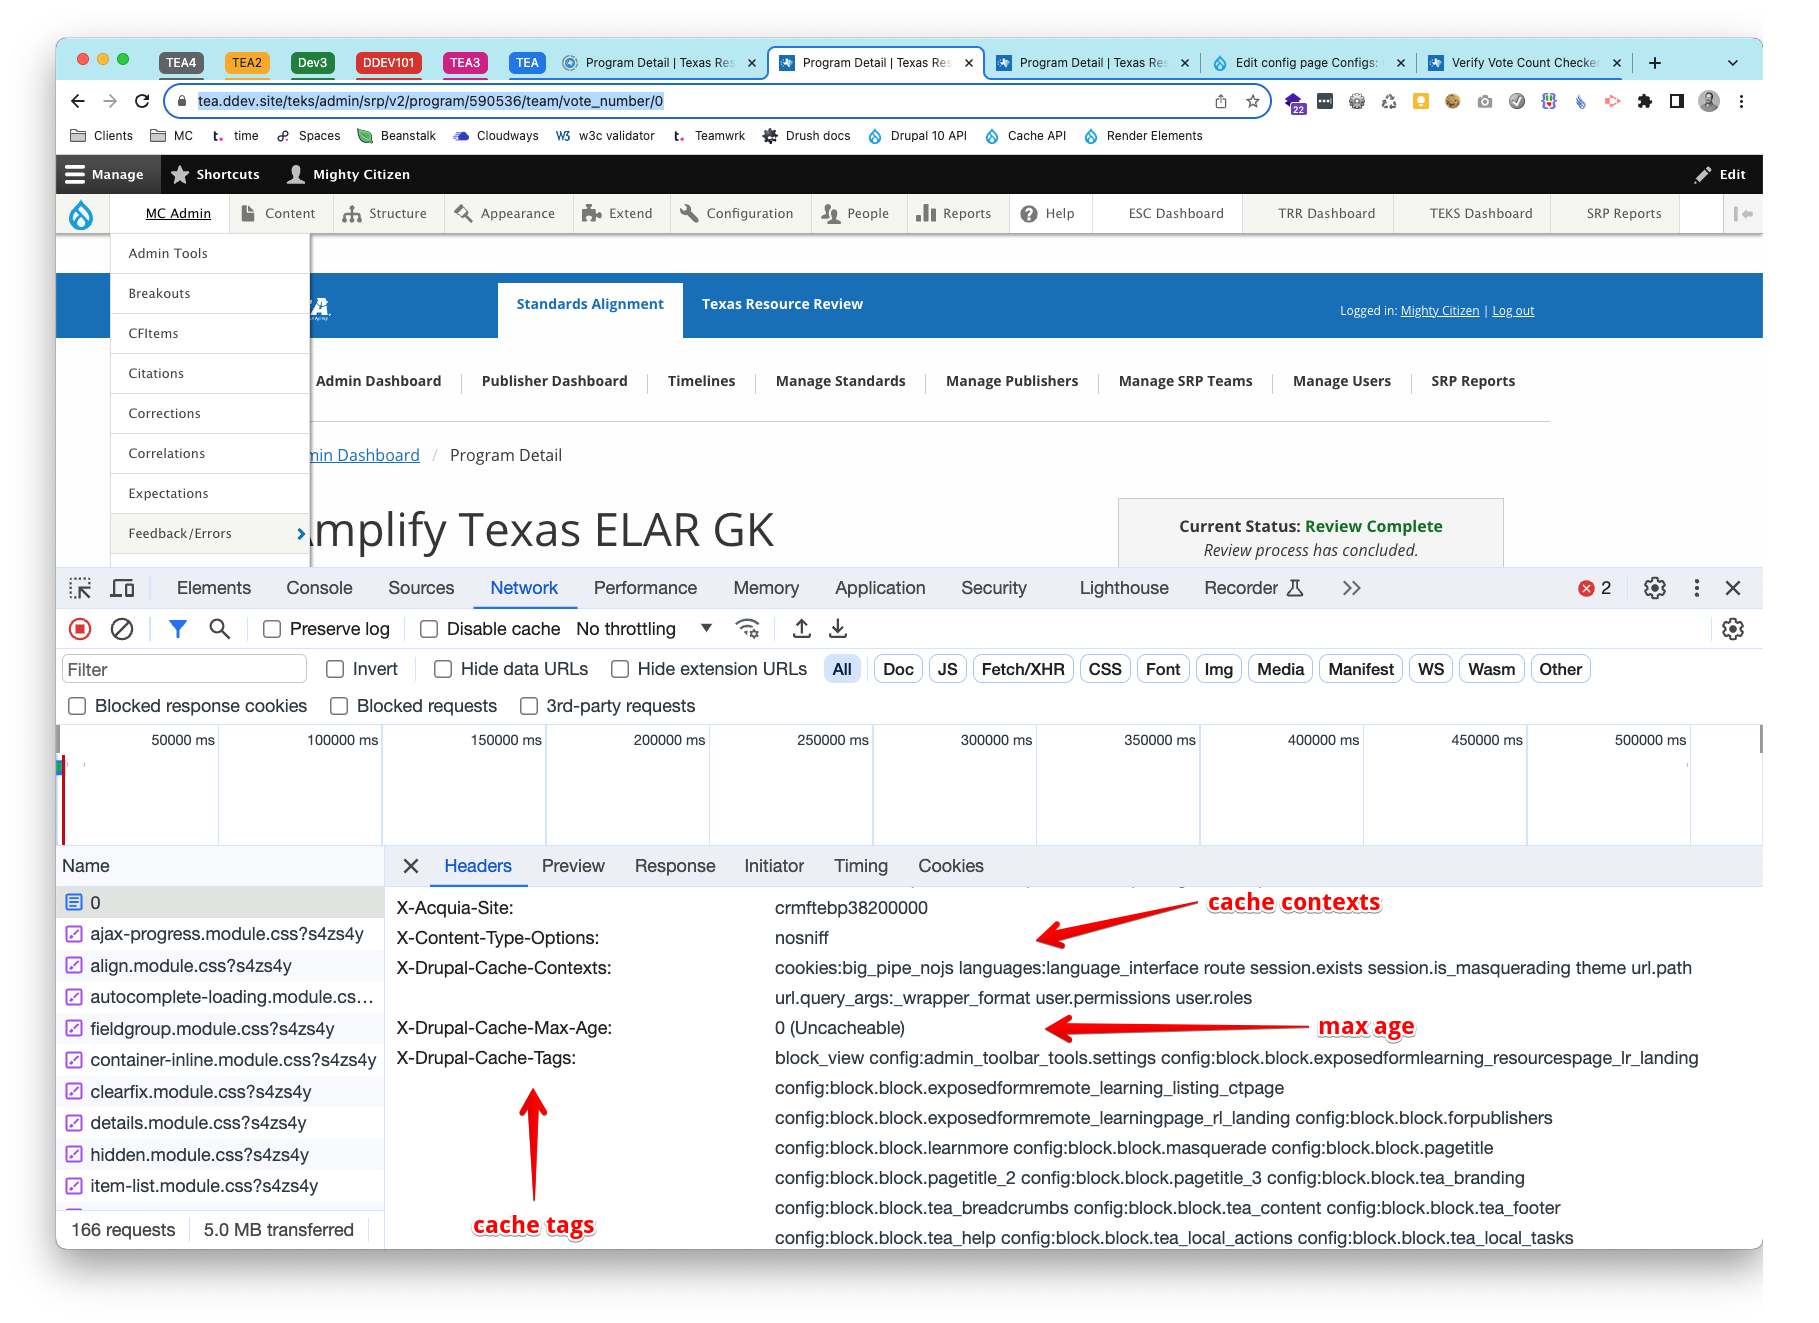 TEA4 TEA2 Dev3 DDEV101 TEA3 TEA Program Detail | Texas Res Program Detail | Texas Res Program Detail | Texas Res Edit config page Configs: Verify Vote Count Checker
tea.ddev.site/teks/admin/srp/v2/program/590536/team/vote_number/0 22
Clients MC t. time Spaces Beanstalk Cloudways W3 w3c validator t. Teamwrk Drush docs Drupal 10 API Cache API Render Elements
Manage Shortcuts Mighty Citizen Edit
MC Admin Content Structure Appearance Extend Configuration People Reports Help ESC Dashboard TRR Dashboard TEKS Dashboard SRP Reports
Admin Tools
Breakouts
CFItems
Citations
Corrections
Correlations
Expectations
Feedback/Errors
Standards Alignment Texas Resource Review Logged in: Mighty Citizen | Log out
Admin Dashboard Publisher Dashboard Timelines Manage Standards Manage Publishers Manage SRP Teams Manage Users SRP Reports
min Dashboard / Program Detail
mplify Texas ELAR GK
Current Status: Review Complete
Review process has concluded.
Elements Console Sources Network Performance Memory Application Security Lighthouse Recorder 2
Preserve log Disable cache No throttling
Filter Invert Hide data URLs Hide extension URLs All Doc JS Fetch/XHR CSS Font Img Media Manifest WS Wasm Other
Blocked response cookies Blocked requests 3rd-party requests
50000 ms 100000 ms 150000 ms 200000 ms 250000 ms 300000 ms 350000 ms 400000 ms 450000 ms 500000 ms
Name
0
ajax-progress.module.css?s4zs4y
align.module.css?s4zs4y
autocomplete-loading.module.cs…
fieldgroup.module.css?s4zs4y
container-inline.module.css?s4zs4y
clearfix.module.css?s4zs4y
details.module.css?s4zs4y
hidden.module.css?s4zs4y
item-list.module.css?s4zs4y
166 requests 5.0 MB transferred
Headers Preview Response Initiator Timing Cookies
cache contexts
X-Acquia-Site: crmftebp38200000
X-Content-Type-Options: nosniff
X-Drupal-Cache-Contexts: cookies:big_pipe_nojs languages:language_interface route session.exists session.is_masquerading theme url.path
url.query_args:_wrapper_format user.permissions user.roles
X-Drupal-Cache-Max-Age: 0 (Uncacheable) max age
X-Drupal-Cache-Tags: block_view config:admin_toolbar_tools.settings config:block.block.exposedformlearning_resourcespage_lr_landing
config:block.block.exposedformremote_learning_listing_ctpage
config:block.block.exposedformremote_learningpage_rl_landing config:block.block.forpublishers
config:block.block.learnmore config:block.block.masquerade config:block.block.pagetitle
config:block.block.pagetitle_2 config:block.block.pagetitle_3 config:block.block.tea_branding
config:block.block.tea_breadcrumbs config:block.block.tea_content config:block.block.tea_footer
config:block.block.tea_help config:block.block.tea_local_actions config:block.block.tea_local_tasks
cache tags